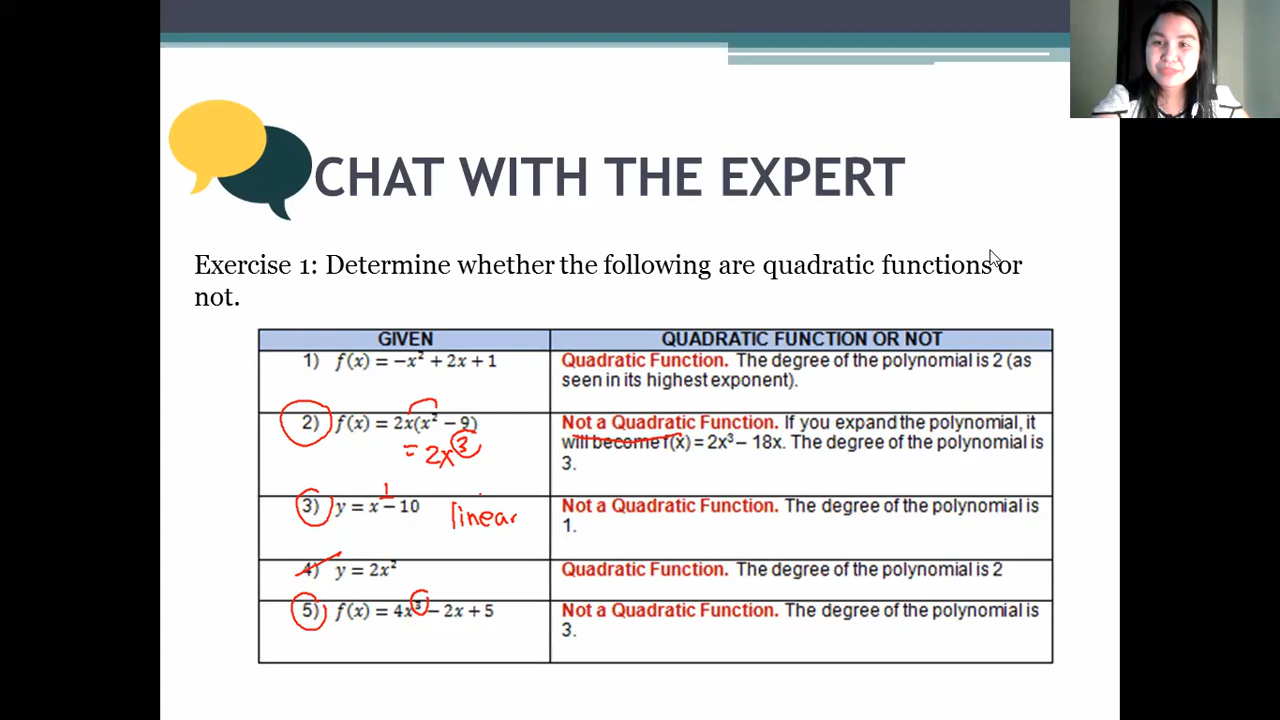 CHAT WITH THE EXPERT
Exercise 1: Determine whether the following are quadratic functions or
not.
GIVEN
QUADRATIC FUNCTION OR NOT
1) f(x) = −x² + 2x + 1
Quadratic Function. The degree of the polynomial is 2 (as
seen in its highest exponent).
2) f(x) = 2x(x² − 9)
= 2x³
Not a Quadratic Function. If you expand the polynomial, it
will become f(x) = 2x³ – 18x. The degree of the polynomial is
3.
3) y = x¹ − 10
linear
Not a Quadratic Function. The degree of the polynomial is
1.
4) y = 2x²
Quadratic Function. The degree of the polynomial is 2
5) f(x) = 4x³ − 2x + 5
Not a Quadratic Function. The degree of the polynomial is
3.